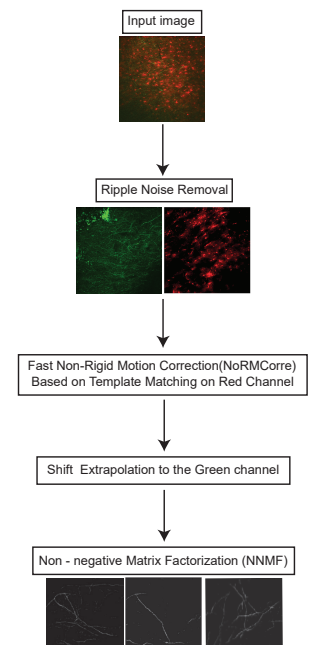 Input image
Ripple Noise Removal
Fast Non-Rigid Motion Correction(NoRMCorre)
Based on Template Matching on Red Channel
Shift Extrapolation to the Green channel
Non - negative Matrix Factorization (NNMF)